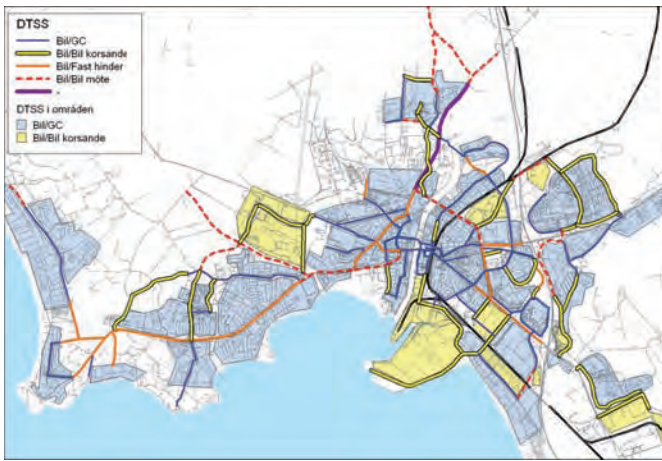 DTSS
Bil/GC
Bil/Bil korsande
Bil/Fast hinder
Bil/Bil möte
-
DTSS i områden
Bil/GC
Bil/Bil korsande